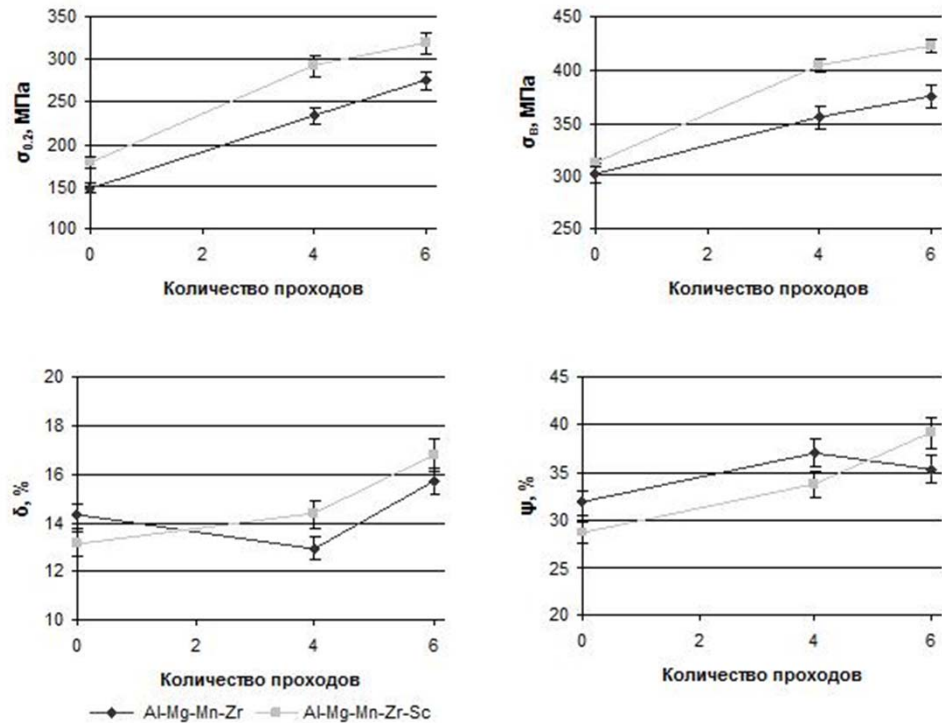 σ0.2, МПа
350
300
250
200
150
100
0 2 4 6
Количество проходов
σВ, МПа
450
400
350
300
250
0 2 4 6
Количество проходов
δ, %
20
18
16
14
12
10
0 2 4 6
Количество проходов
ψ, %
45
40
35
30
25
20
0 2 4 6
Количество проходов
Al-Mg-Mn-Zr Al-Mg-Mn-Zr-Sc